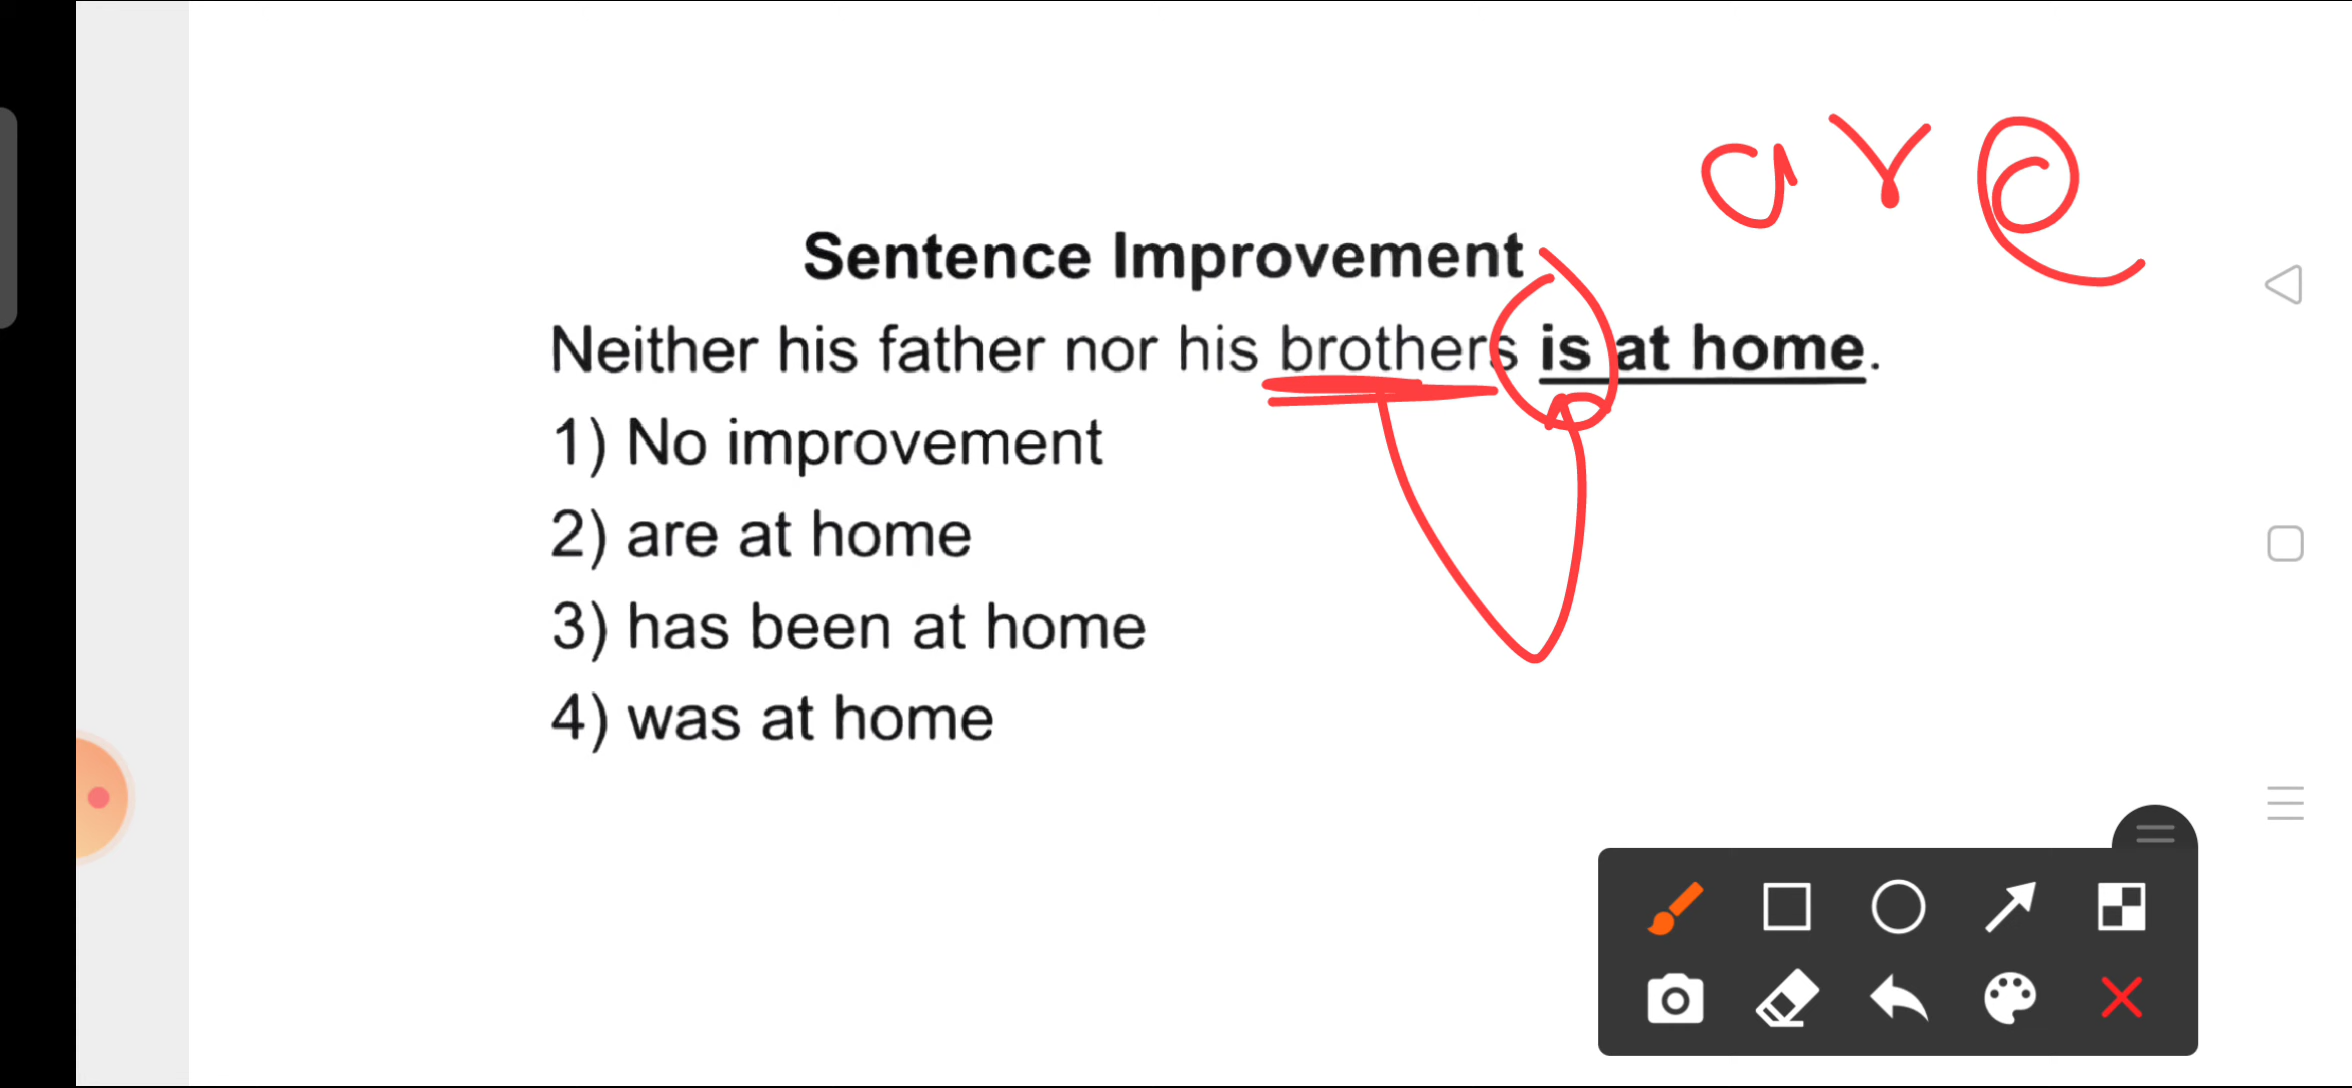 are
Sentence Improvement
Neither his father nor his brothers is at home.
1) No improvement
2) are at home
3) has been at home
4) was at home